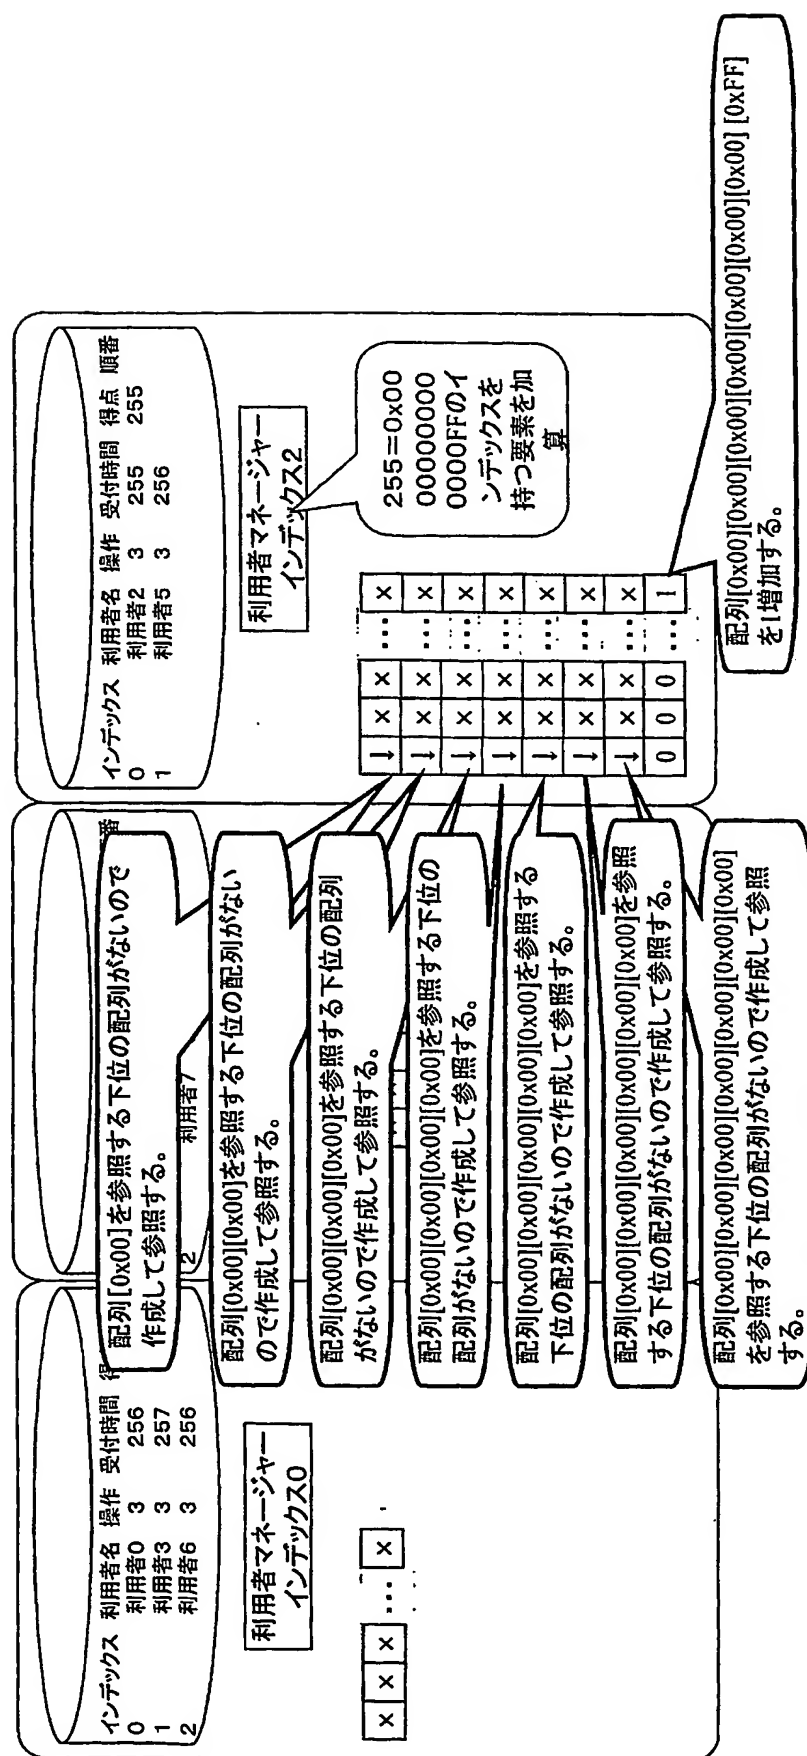 インデックス 利用者名 操作 受付時間 得
0 利用者0 3 256
1 利用者3 3 257
2 利用者6 3 256
利用者マネージャー
インデックス0
× × × … ×
番
2 利用者7
配列[0x00]を参照する下位の配列がないので
作成して参照する。
配列[0x00][0x00]を参照する下位の配列がない
ので作成して参照する。
配列[0x00][0x00][0x00]を参照する下位の配列
がないので作成して参照する。
配列[0x00][0x00][0x00][0x00]を参照する下位の
配列がないので作成して参照する。
配列[0x00][0x00][0x00][0x00][0x00]を参照する
下位の配列がないので作成して参照する。
配列[0x00][0x00][0x00][0x00][0x00][0x00]を参照
する下位の配列がないので作成して参照する。
配列[0x00][0x00][0x00][0x00][0x00][0x00][0x00]
を参照する下位の配列がないので作成して参照
する。
インデックス 利用者名 操作 受付時間 得点 順番
0 利用者2 3 255 255
1 利用者5 3 256
利用者マネージャー
インデックス2
255=0x00
00000000
0000FFのイ
ンデックスを
持つ要素を加
算
↓ × × … ×
↓ × × … ×
↓ × × … ×
↓ × × … ×
↓ × × … ×
↓ × × … ×
↓ × × … ×
0 0 0 … 1
配列[0x00][0x00][0x00][0x00][0x00][0x00][0x00] [0xFF]
を1増加する。